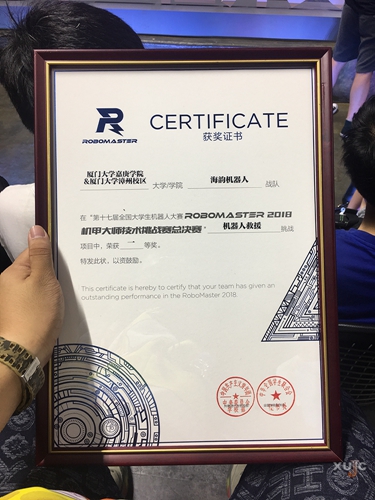 ROBOMASTER
CERTIFICATE
获奖证书
厦门大学嘉庚学院
&厦门大学漳州校区 大学/学院 海韵机器人 战队
在“第十七届全国大学生机器人大赛 ROBOMASTER 2018
机甲大师技术挑战赛总决赛” 机器人救援 挑战
项目中，荣获 二 等奖。
特发此状，以资鼓励。
This certificate is hereby to certify that your team has given an
outstanding performance in the RoboMaster 2018.